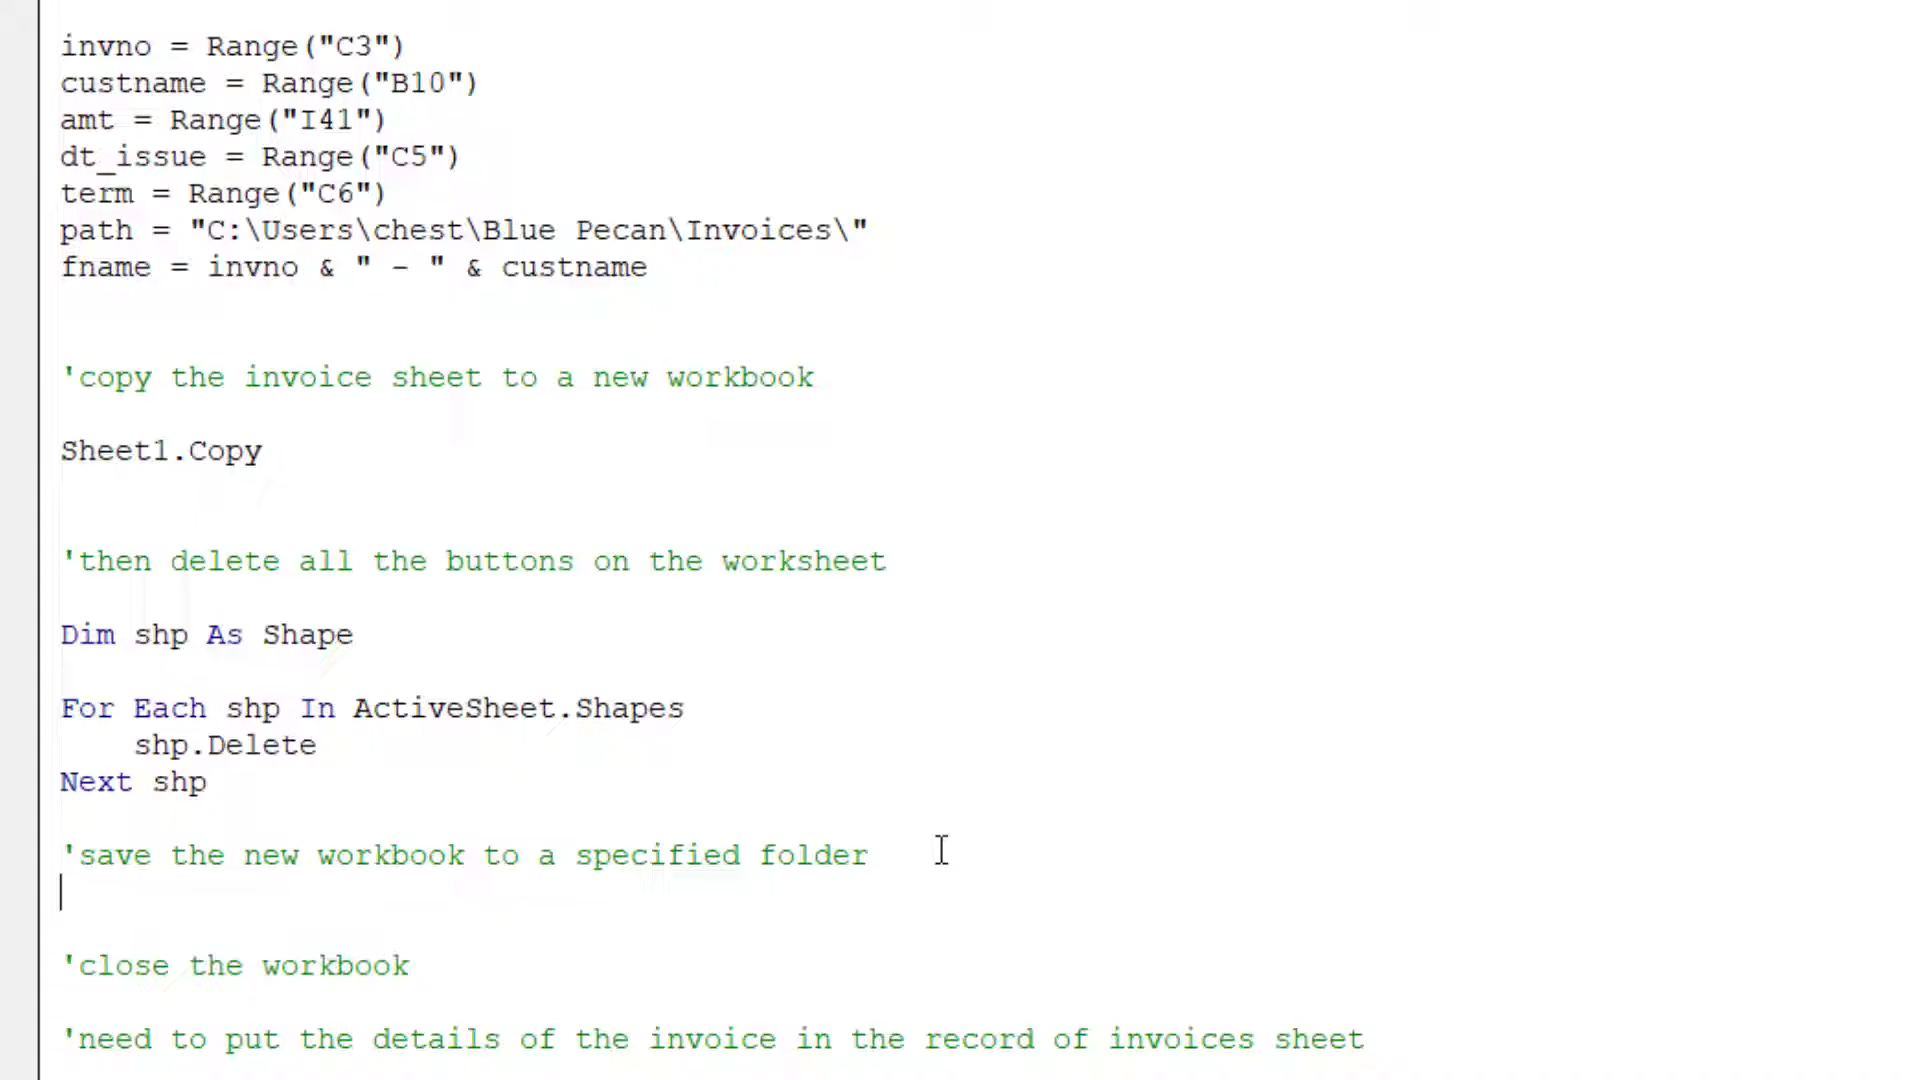 invno = Range("C3")
custname = Range("B10")
amt = Range("I41")
dt_issue = Range("C5")
term = Range("C6")
path = "C:\Users\chest\Blue Pecan\Invoices\"
fname = invno & " - " & custname
'copy the invoice sheet to a new workbook
Sheet1.Copy
'then delete all the buttons on the worksheet
Dim shp As Shape
For Each shp In ActiveSheet.Shapes
    shp.Delete
Next shp
'save the new workbook to a specified folder
'close the workbook
'need to put the details of the invoice in the record of invoices sheet